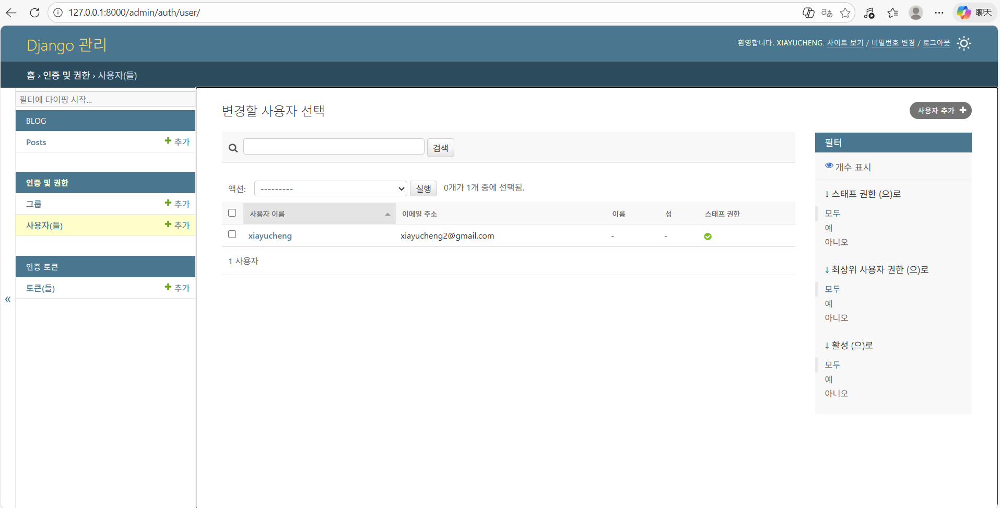 127.0.0.1:8000/admin/auth/user/
聊天
Django 관리
환영합니다, XIAYUCHENG. 사이트 보기 / 비밀번호 변경 / 로그아웃
홈 › 인증 및 권한 › 사용자(들)
필터에 타이핑 시작...
BLOG
Posts
추가
인증 및 권한
그룹
추가
사용자(들)
추가
인증 토큰
토큰(들)
추가
«
변경할 사용자 선택
사용자 추가
검색
액션: --------- 실행 0개가 1개 중에 선택됨.
사용자 이름 이메일 주소 이름 성 스태프 권한
xiayucheng xiayucheng2@gmail.com - -
1 사용자
필터
개수 표시
↓ 스태프 권한 (으)로
모두
예
아니오
↓ 최상위 사용자 권한 (으)로
모두
예
아니오
↓ 활성 (으)로
모두
예
아니오